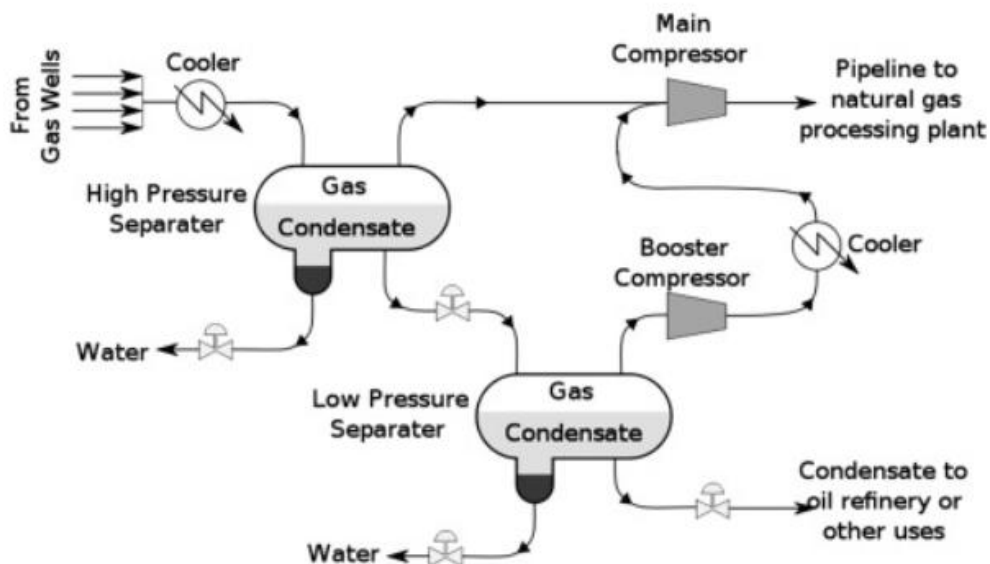 Main
Compressor
Cooler
From
Gas Wells
Pipeline to
natural gas
processing plant
High Pressure
Separater
Gas
Condensate
Booster
Compressor
Cooler
Water
Low Pressure
Separater
Gas
Condensate
Condensate to
oil refinery or
other uses
Water